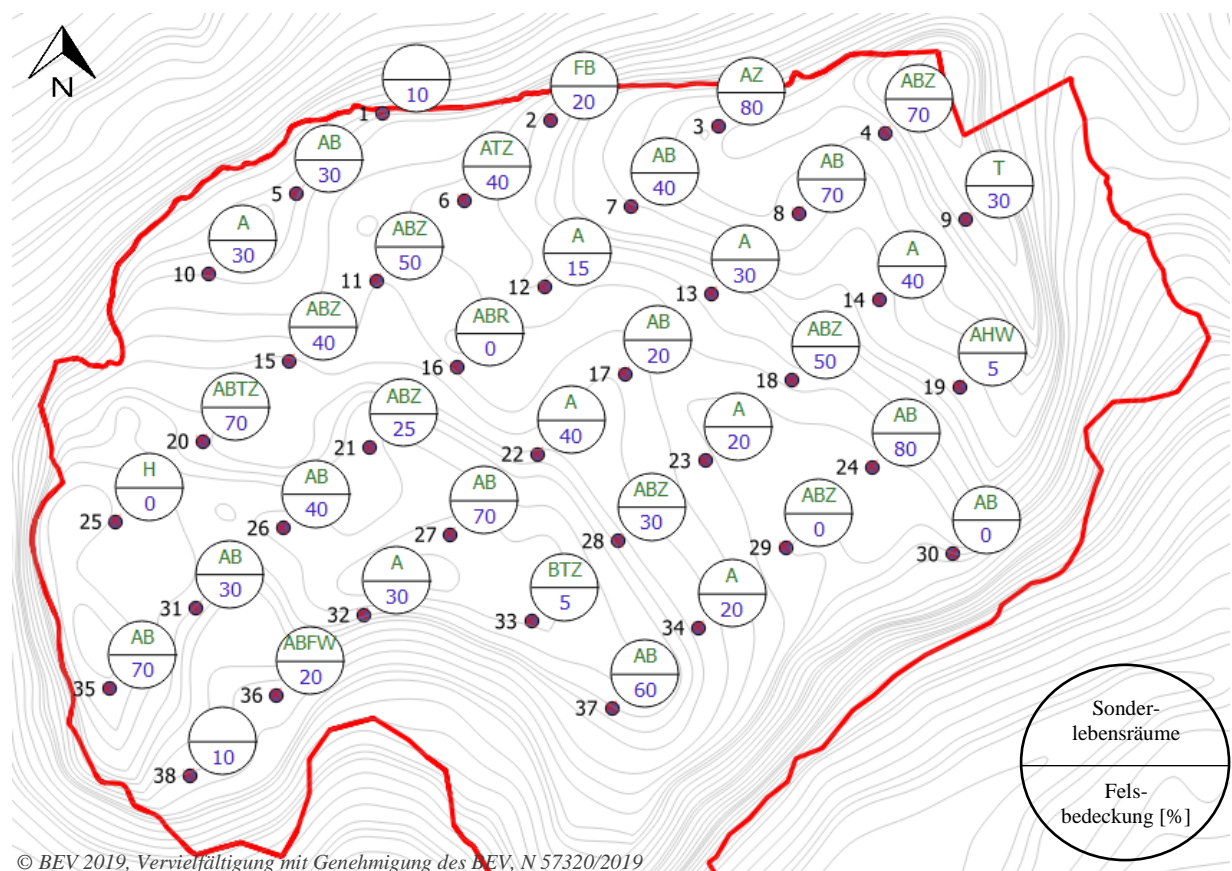 N
10
1
FB
20
2
AZ
80
3
ABZ
70
4
AB
30
5
ATZ
40
6
AB
40
7
AB
70
8
T
30
9
A
30
10
ABZ
50
11
A
15
12
A
30
13
A
40
14
ABZ
40
15
ABR
0
16
AB
20
17
ABZ
50
18
AHW
5
19
ABTZ
70
20
ABZ
25
21
A
40
22
A
20
23
AB
80
24
H
0
25
AB
40
26
AB
70
27
ABZ
30
28
ABZ
0
29
AB
0
30
AB
30
31
A
30
32
BTZ
5
33
A
20
34
AB
70
35
ABFW
20
36
AB
60
37
10
38
Sonder-
lebensräume
Fels-
bedeckung [%]
© BEV 2019, Vervielfältigung mit Genehmigung des BEV, N 57320/2019